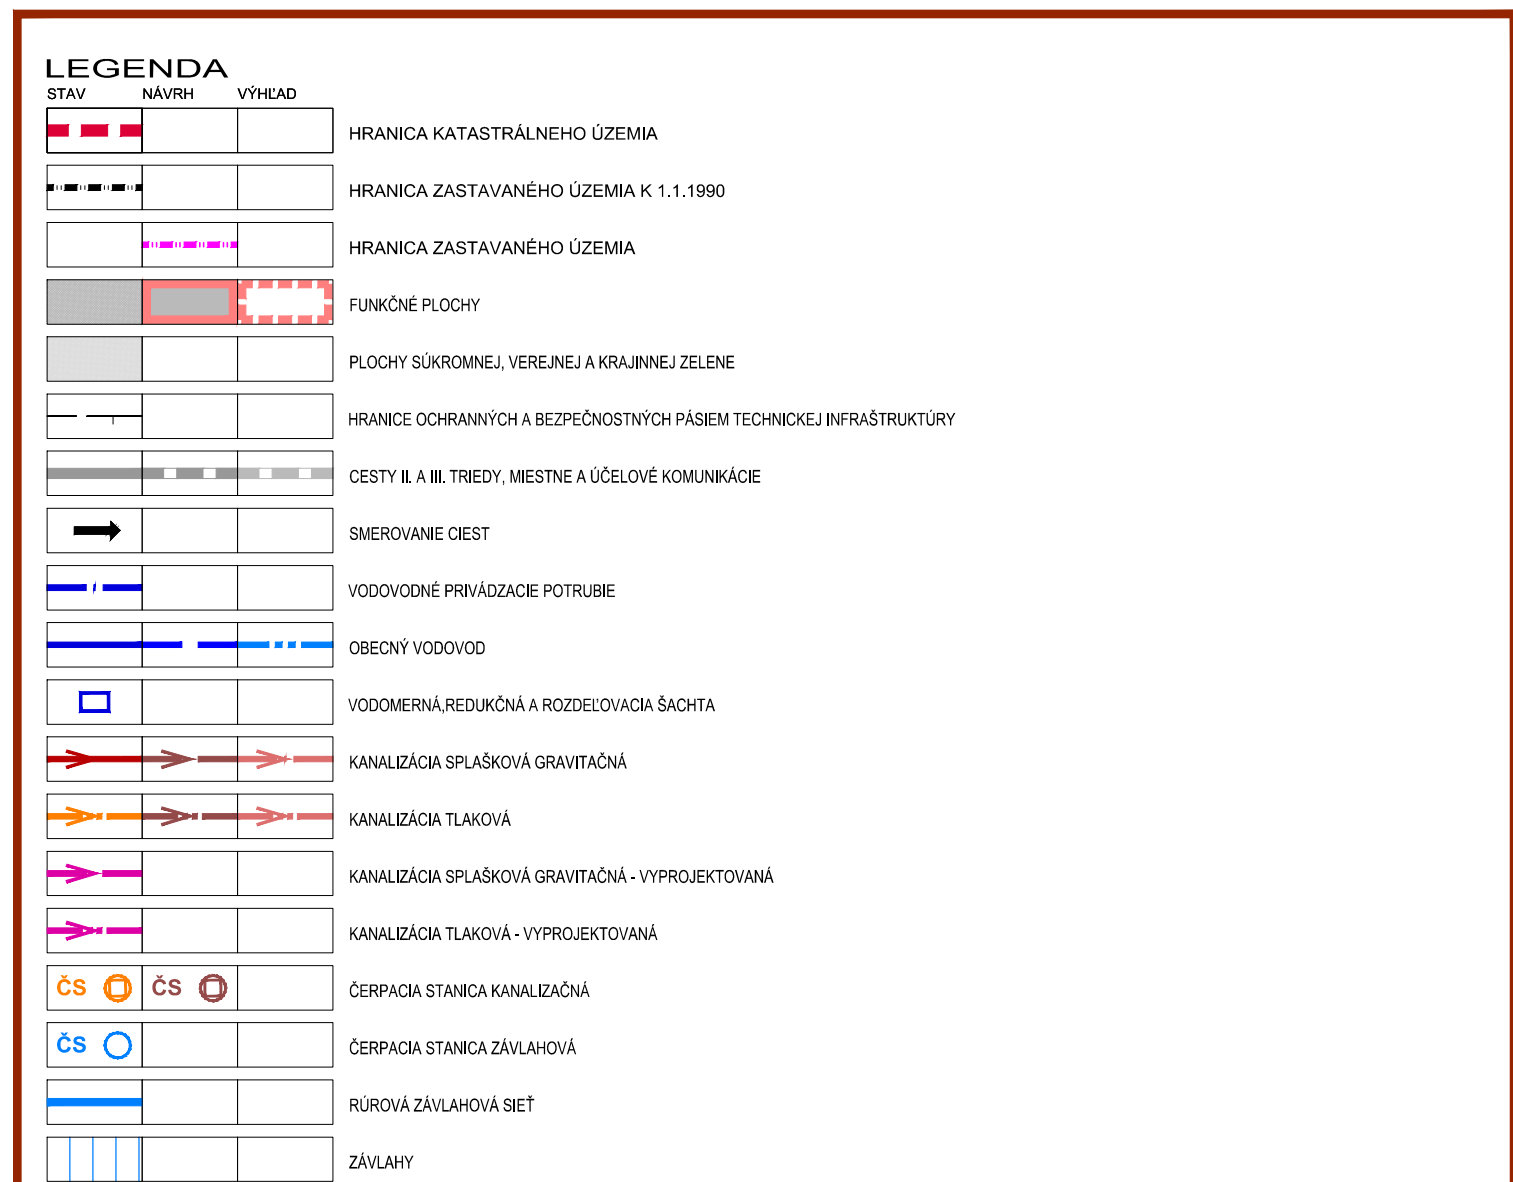 LEGENDA
STAV NÁVRH VÝHĽAD
HRANICA KATASTRÁLNEHO ÚZEMIA
HRANICA ZASTAVANÉHO ÚZEMIA K 1.1.1990
HRANICA ZASTAVANÉHO ÚZEMIA
FUNKČNÉ PLOCHY
PLOCHY SÚKROMNEJ, VEREJNEJ A KRAJINNEJ ZELENE
HRANICE OCHRANNÝCH A BEZPEČNOSTNÝCH PÁSIEM TECHNICKEJ INFRAŠTRUKTÚRY
CESTY II. A III. TRIEDY, MIESTNE A ÚČELOVÉ KOMUNIKÁCIE
SMEROVANIE CIEST
VODOVODNÉ PRIVÁDZACIE POTRUBIE
OBECNÝ VODOVOD
VODOMERNÁ,REDUKČNÁ A ROZDEĽOVACIA ŠACHTA
KANALIZÁCIA SPLAŠKOVÁ GRAVITAČNÁ
KANALIZÁCIA TLAKOVÁ
KANALIZÁCIA SPLAŠKOVÁ GRAVITAČNÁ - VYPROJEKTOVANÁ
KANALIZÁCIA TLAKOVÁ - VYPROJEKTOVANÁ
ČS ČS ČERPACIA STANICA KANALIZAČNÁ
ČS ČERPACIA STANICA ZÁVLAHOVÁ
RÚROVÁ ZÁVLAHOVÁ SIEŤ
ZÁVLAHY